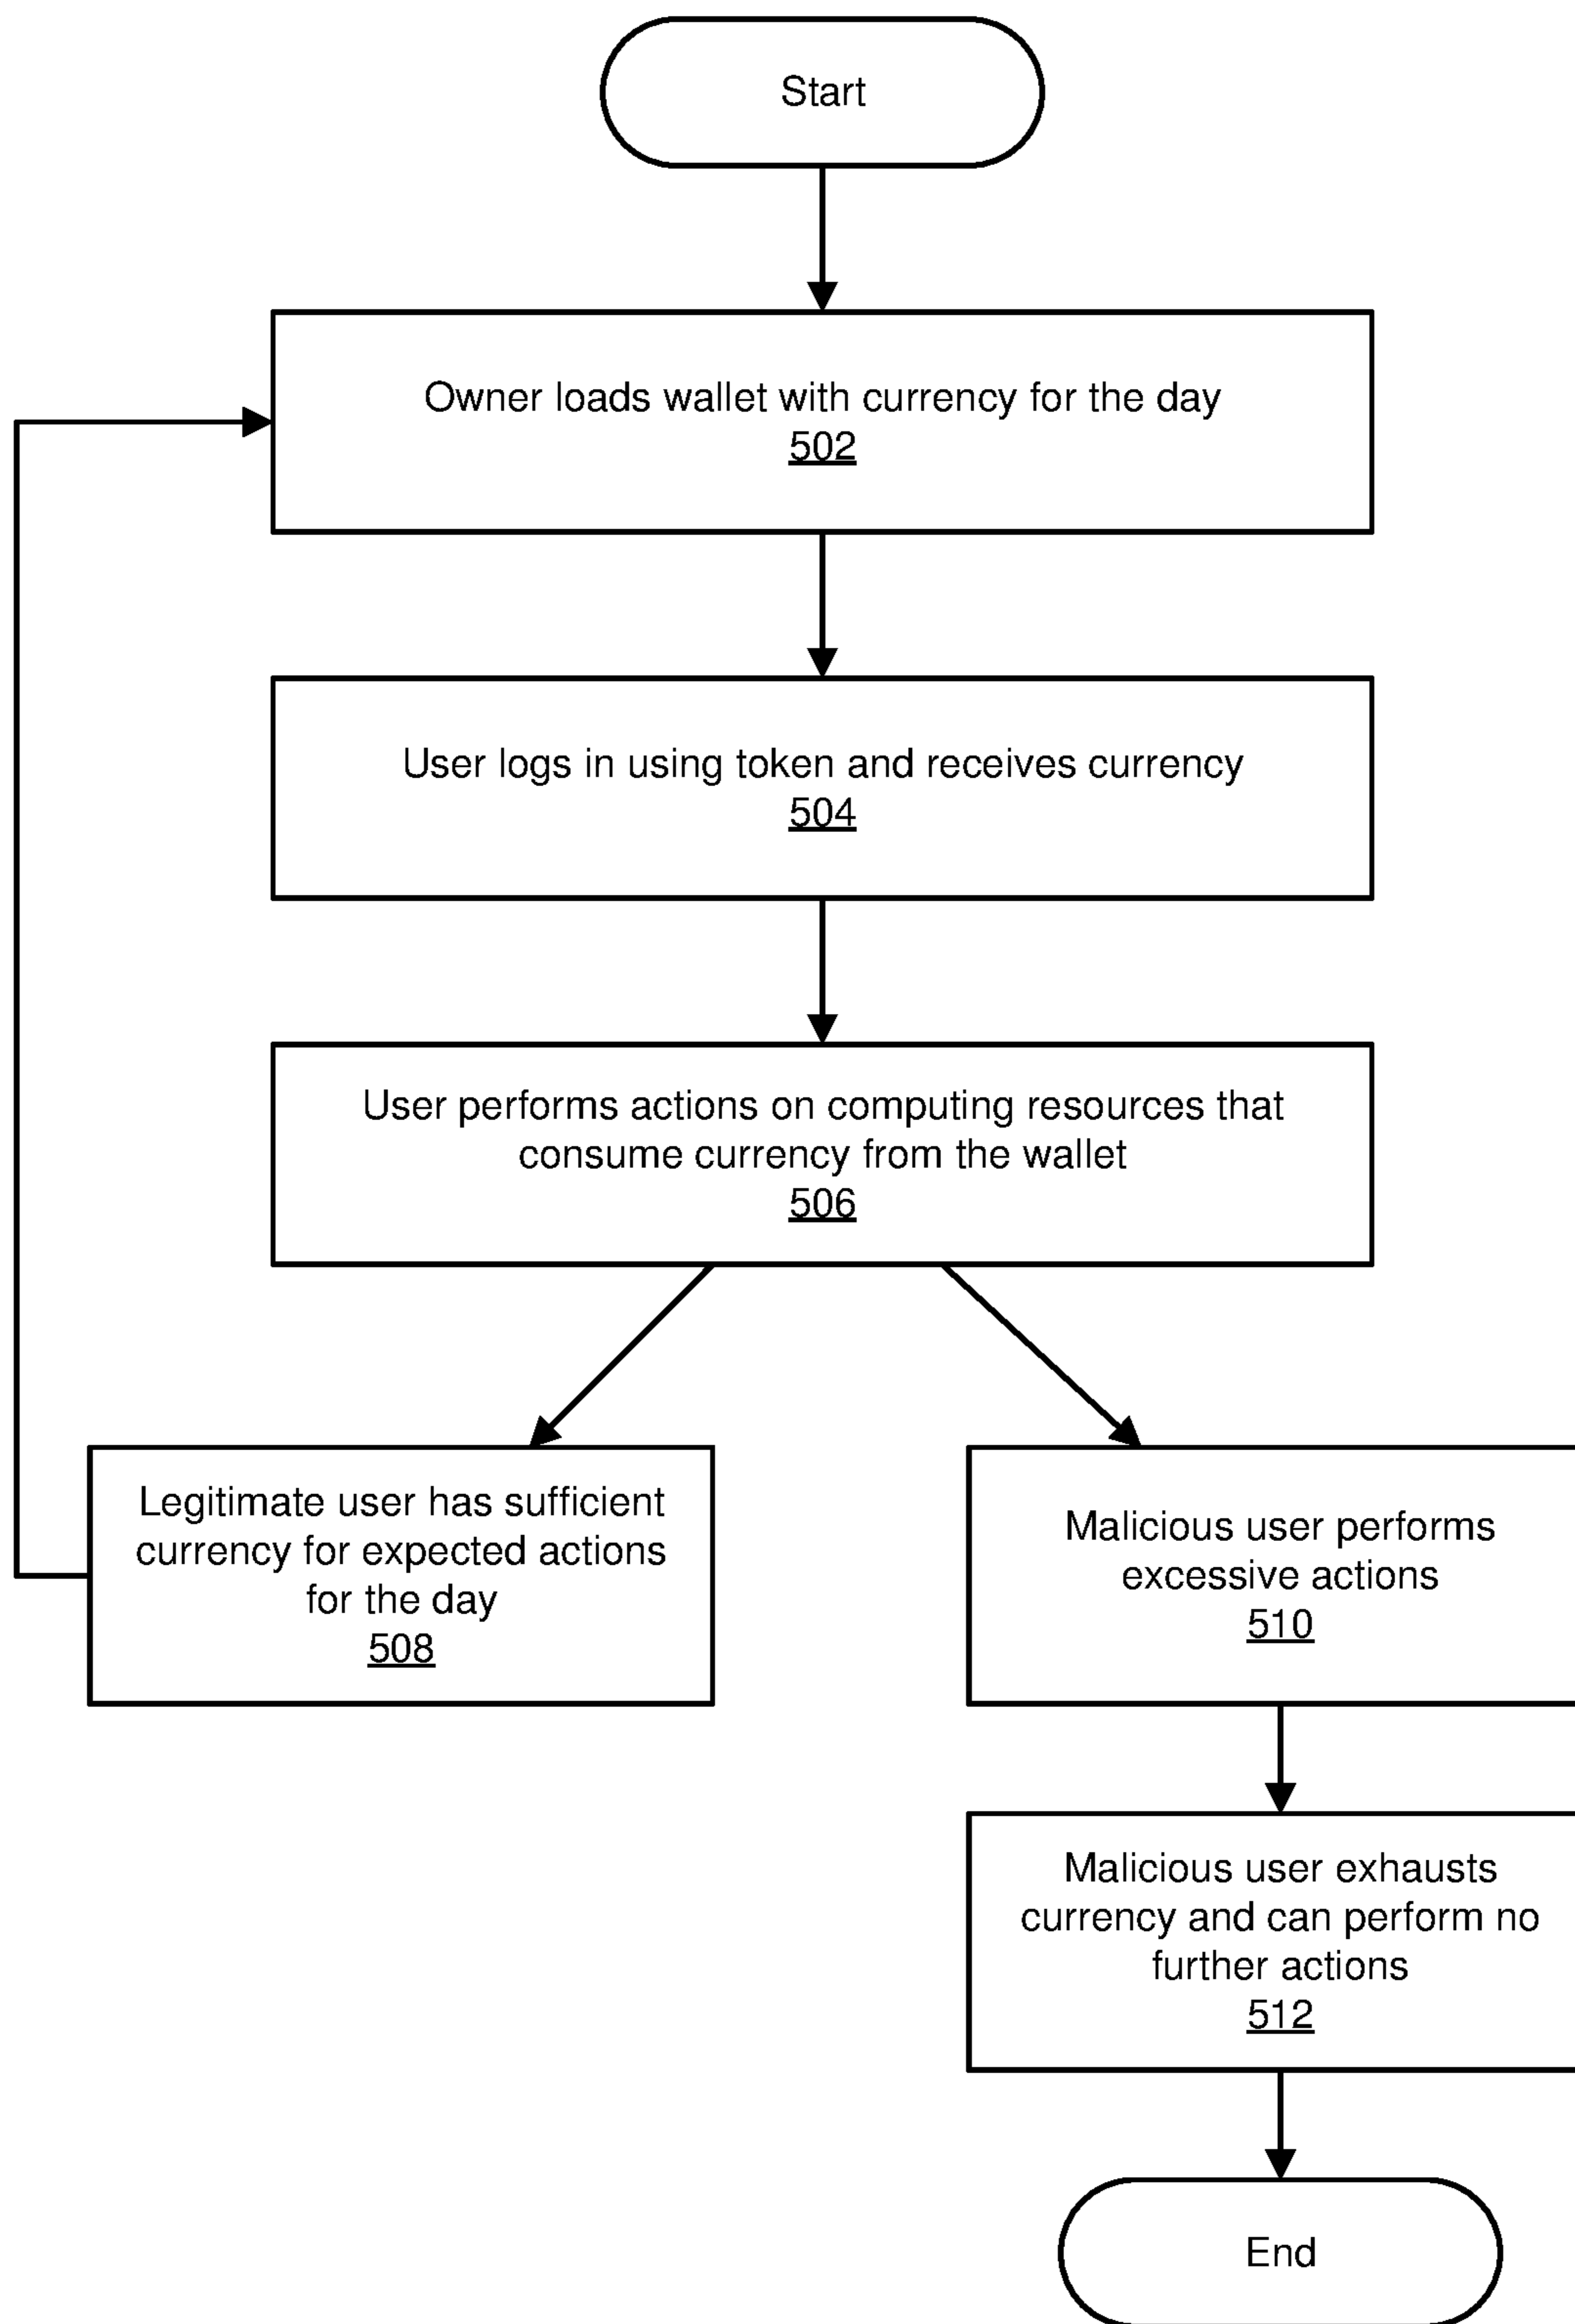 Start
Owner loads wallet with currency for the day
502
User logs in using token and receives currency
504
User performs actions on computing resources that
consume currency from the wallet
506
Legitimate user has sufficient
currency for expected actions
for the day
508
Malicious user performs
excessive actions
510
Malicious user exhausts
currency and can perform no
further actions
512
End